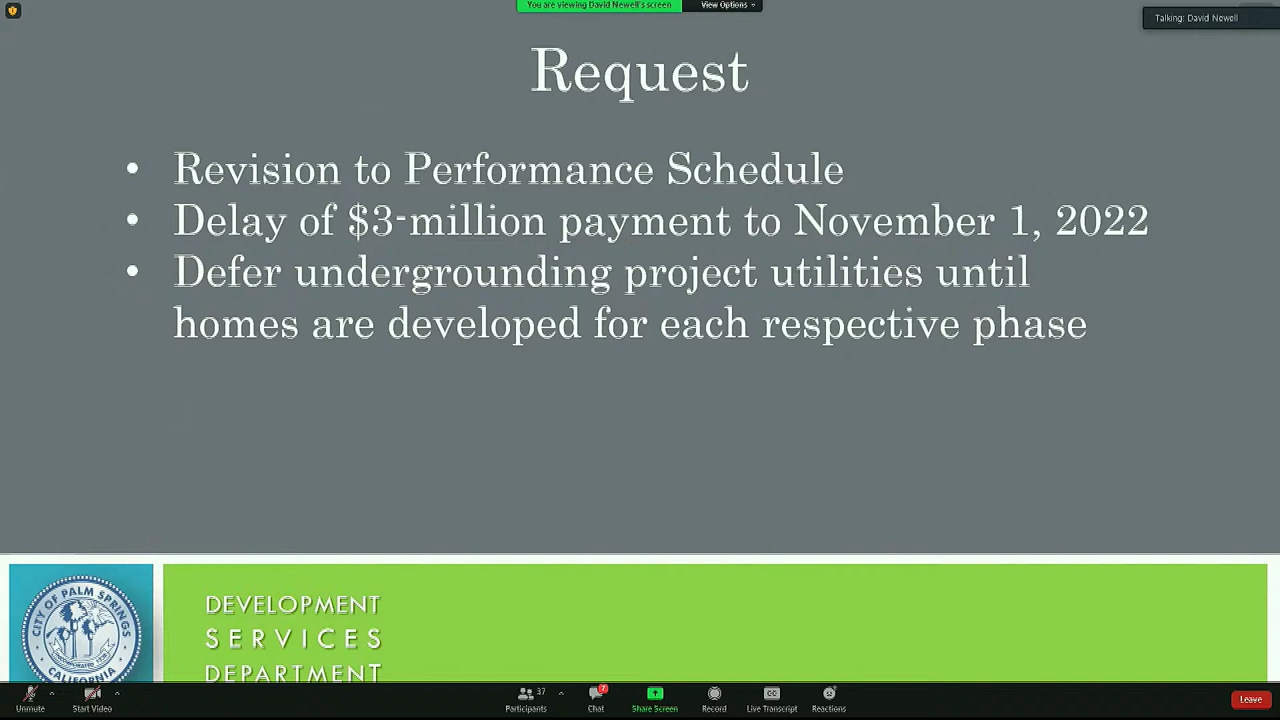 You are viewing David Newell's screen
View Options
Talking: David Newell
Request
• Revision to Performance Schedule
• Delay of $3-million payment to November 1, 2022
• Defer undergrounding project utilities until
homes are developed for each respective phase
CITY OF PALM SPRINGS
CALIFORNIA
DEVELOPMENT
SERVICES
DEPARTMENT
Unmute
Start Video
37
Participants
7
Chat
Share Screen
Record
CC
Live Transcript
Reactions
Leave